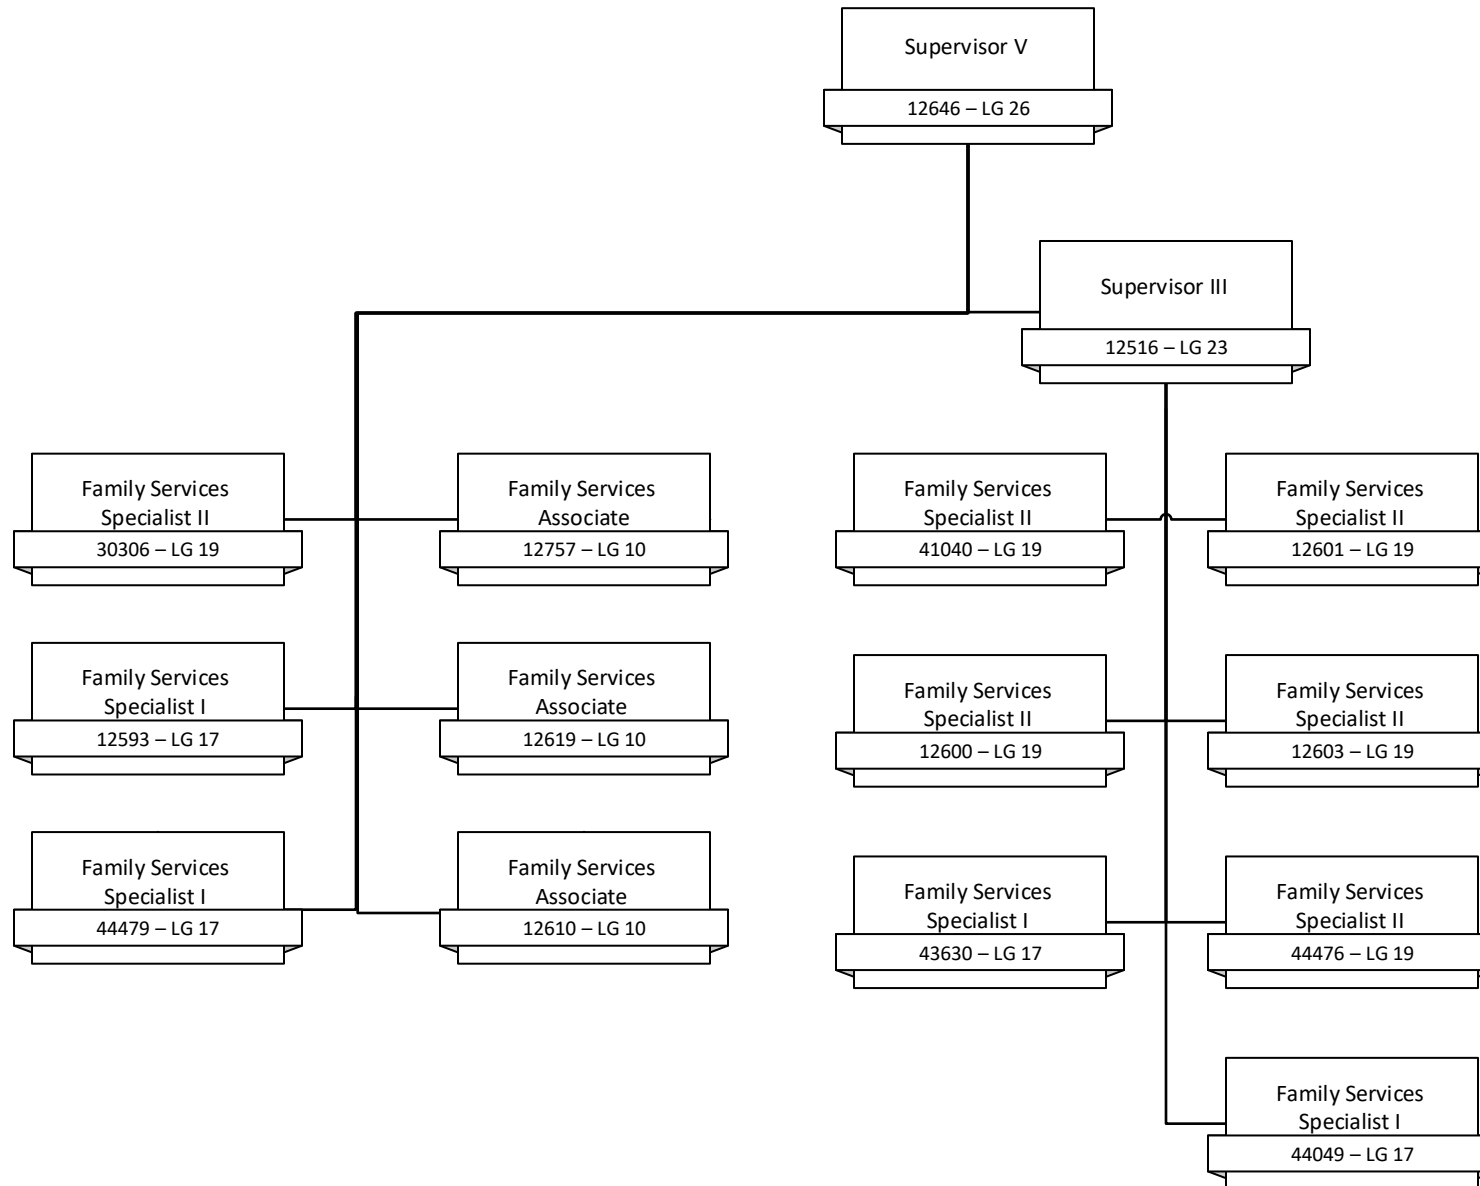 Supervisor V
12646 – LG 26
Supervisor III
12516 – LG 23
Family Services
Specialist II
30306 – LG 19
Family Services
Associate
12757 – LG 10
Family Services
Specialist II
41040 – LG 19
Family Services
Specialist II
12601 – LG 19
Family Services
Specialist I
12593 – LG 17
Family Services
Associate
12619 – LG 10
Family Services
Specialist II
12600 – LG 19
Family Services
Specialist II
12603 – LG 19
Family Services
Specialist I
44479 – LG 17
Family Services
Associate
12610 – LG 10
Family Services
Specialist I
43630 – LG 17
Family Services
Specialist II
44476 – LG 19
Family Services
Specialist I
44049 – LG 17